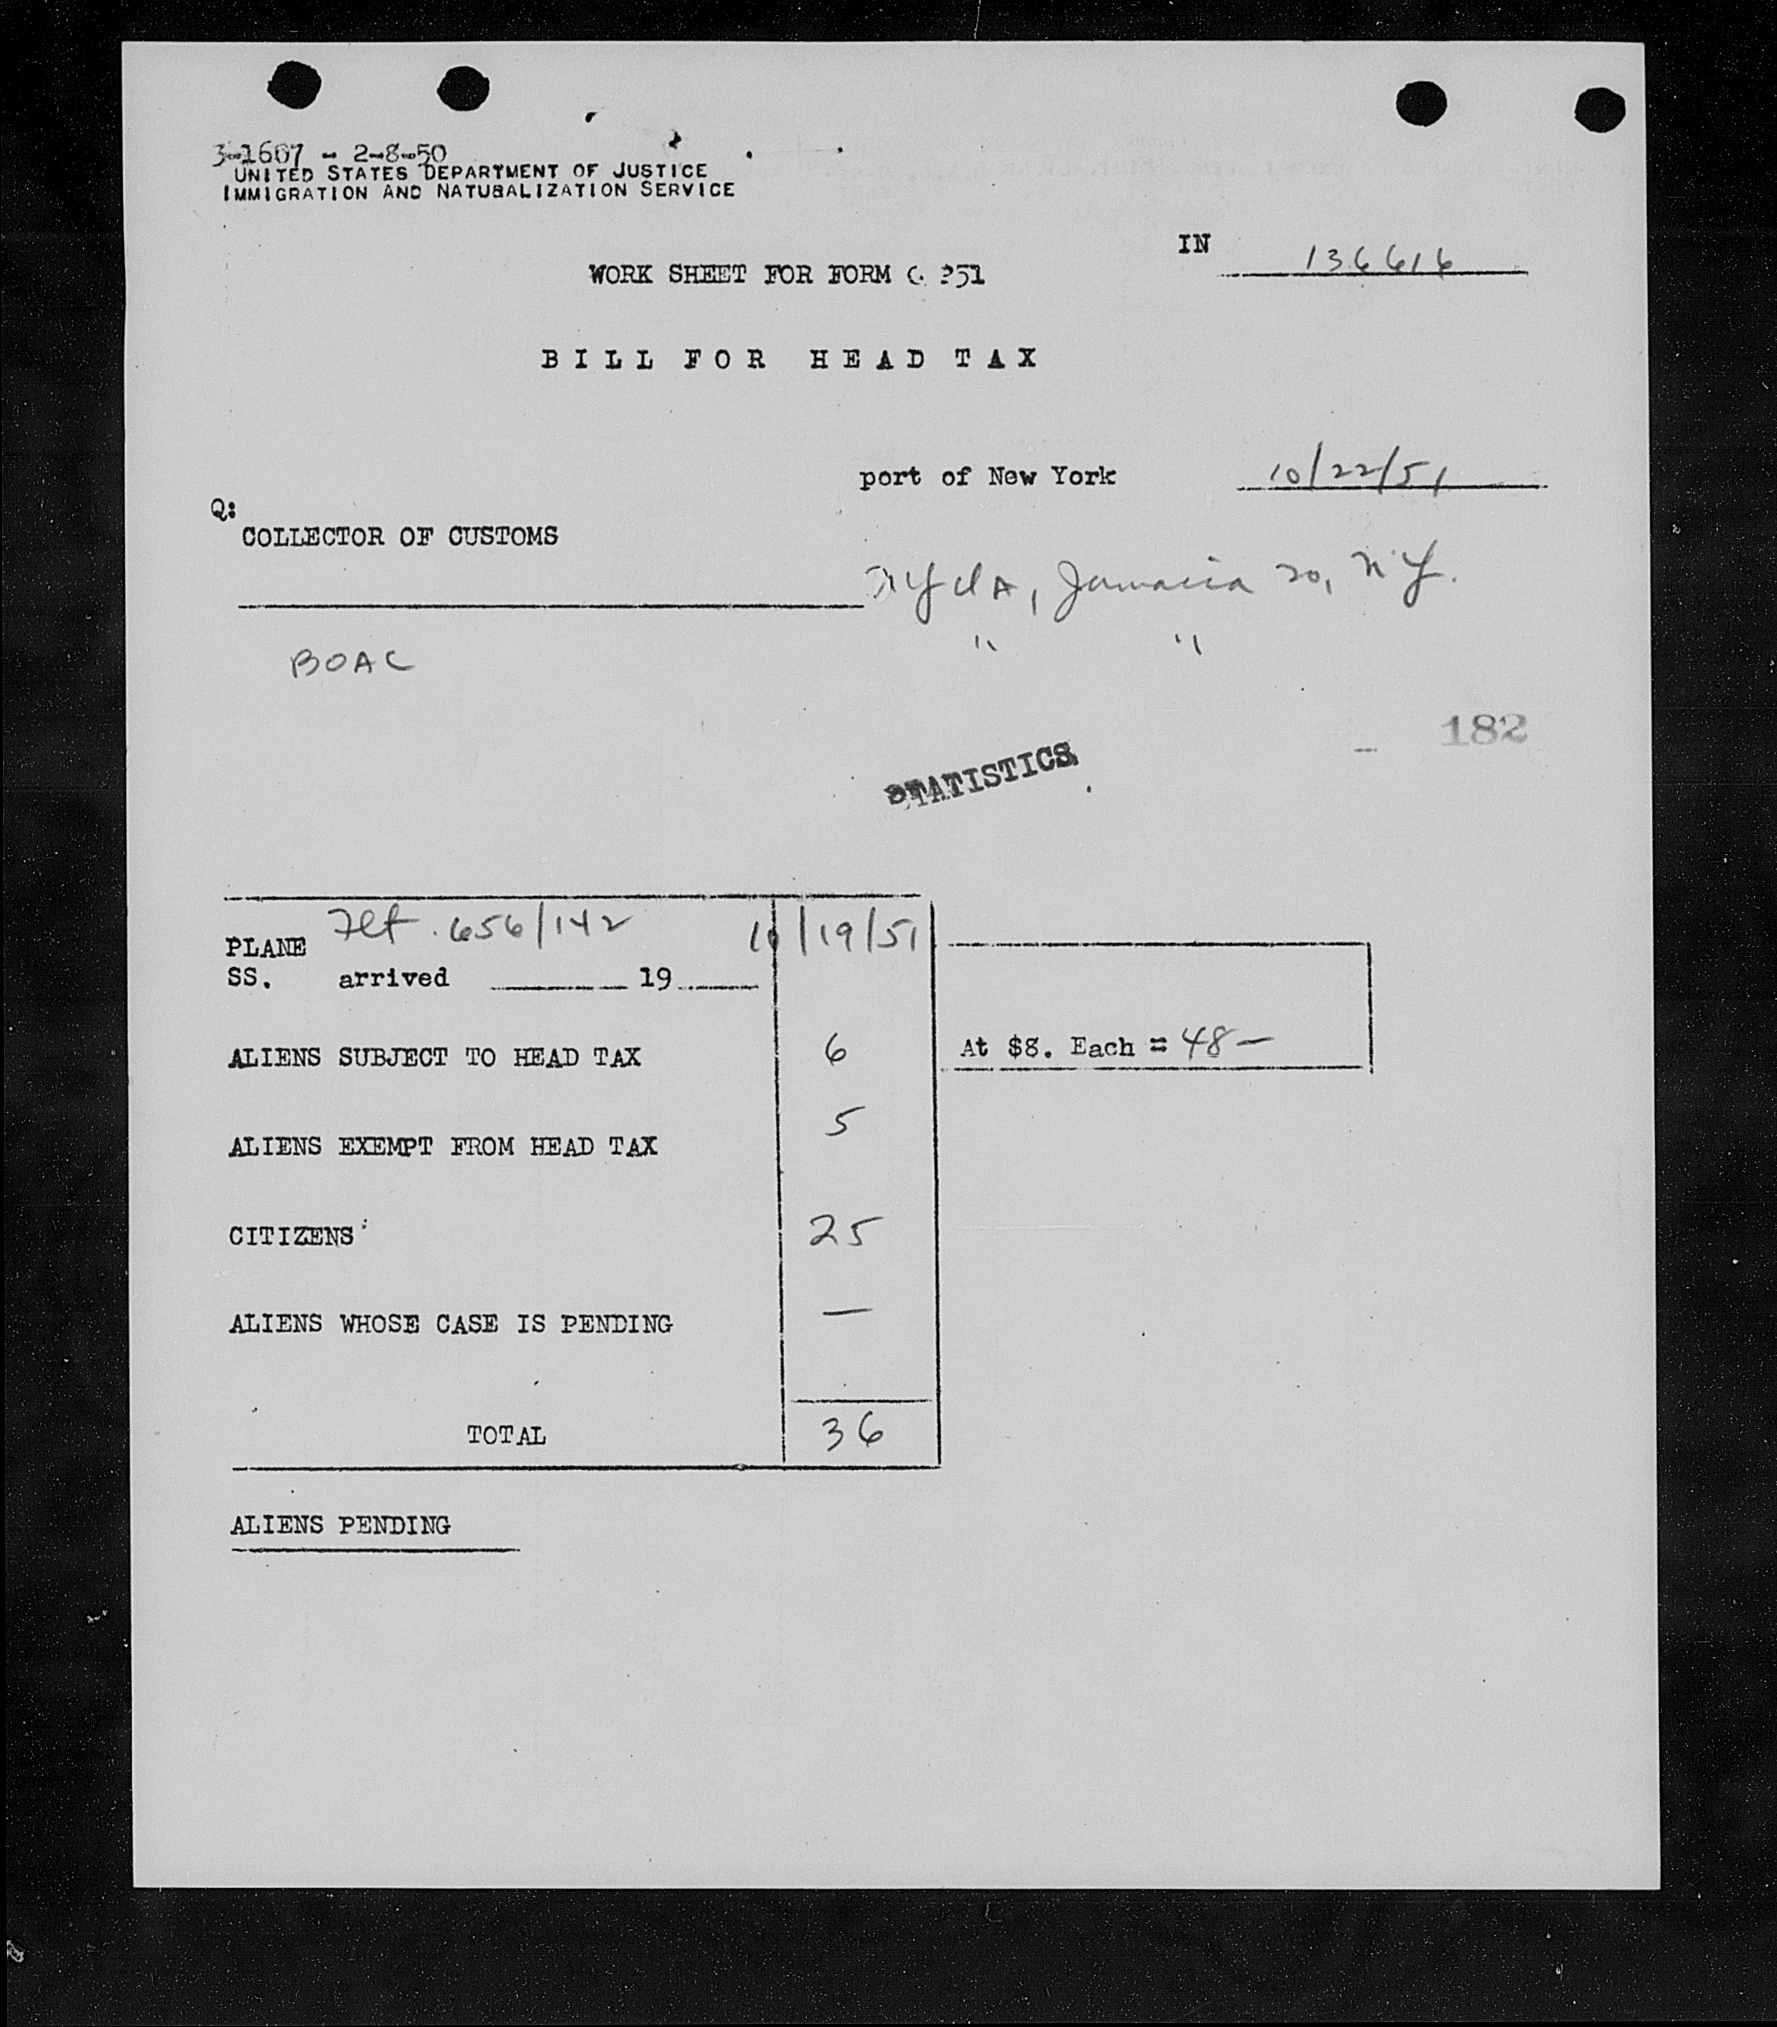 3-1607 - 2-8-50
UNITED STATES DEPARTMENT OF JUSTICE
IMMIGRATION AND NATURALIZATION SERVICE
IN 136616
WORK SHEET FOR FORM 251
BILL FOR HEAD TAX
port of New York 10/22/51
Q:
COLLECTOR OF CUSTOMS
Jamaica 20, N.Y.
BOAC " "
182
STATISTICS
PLANE Flt. 656/142 10/19/51
SS. arrived 19
ALIENS SUBJECT TO HEAD TAX 6 At $8. Each = 48 —
ALIENS EXEMPT FROM HEAD TAX 5
CITIZENS 25
ALIENS WHOSE CASE IS PENDING —
TOTAL 36
ALIENS PENDING